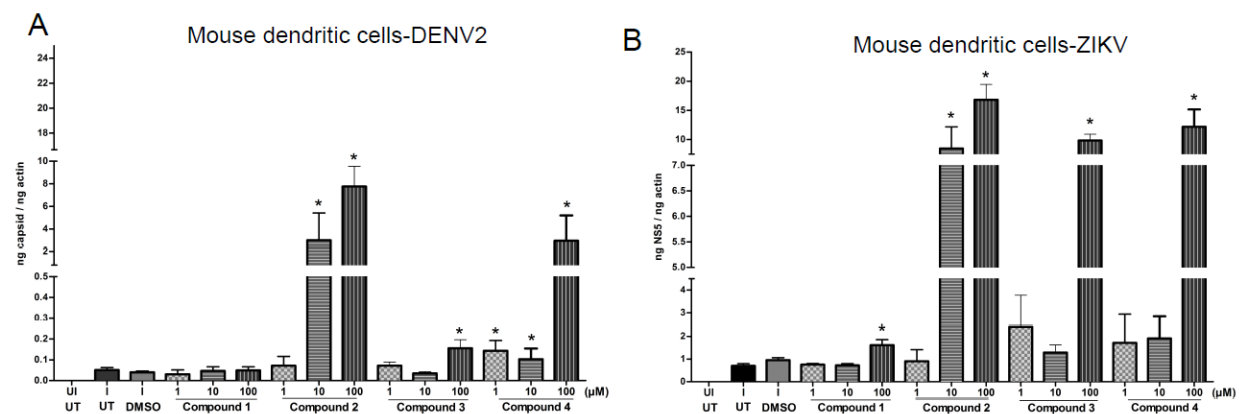 A
Mouse dendritic cells-DENV2
ng capsid / ng actin
24
22
20
18
16
14
12
10
8
6
4
2
0.5
0.4
0.3
0.2
0.1
0.0
* * * * * *
UI I I 1 10 100 1 10 100 1 10 100 1 10 100 (μM)
UT UT DMSO Compound 1 Compound 2 Compound 3 Compound 4
B
Mouse dendritic cells-ZIKV
ng NS5 / ng actin
25
20
15
10
7.0
6.5
6.0
5.5
5.0
4
3
2
1
0
* * * * *
UI I I 1 10 100 1 10 100 1 10 100 1 10 100 (μM)
UT UT DMSO Compound 1 Compound 2 Compound 3 Compound 4